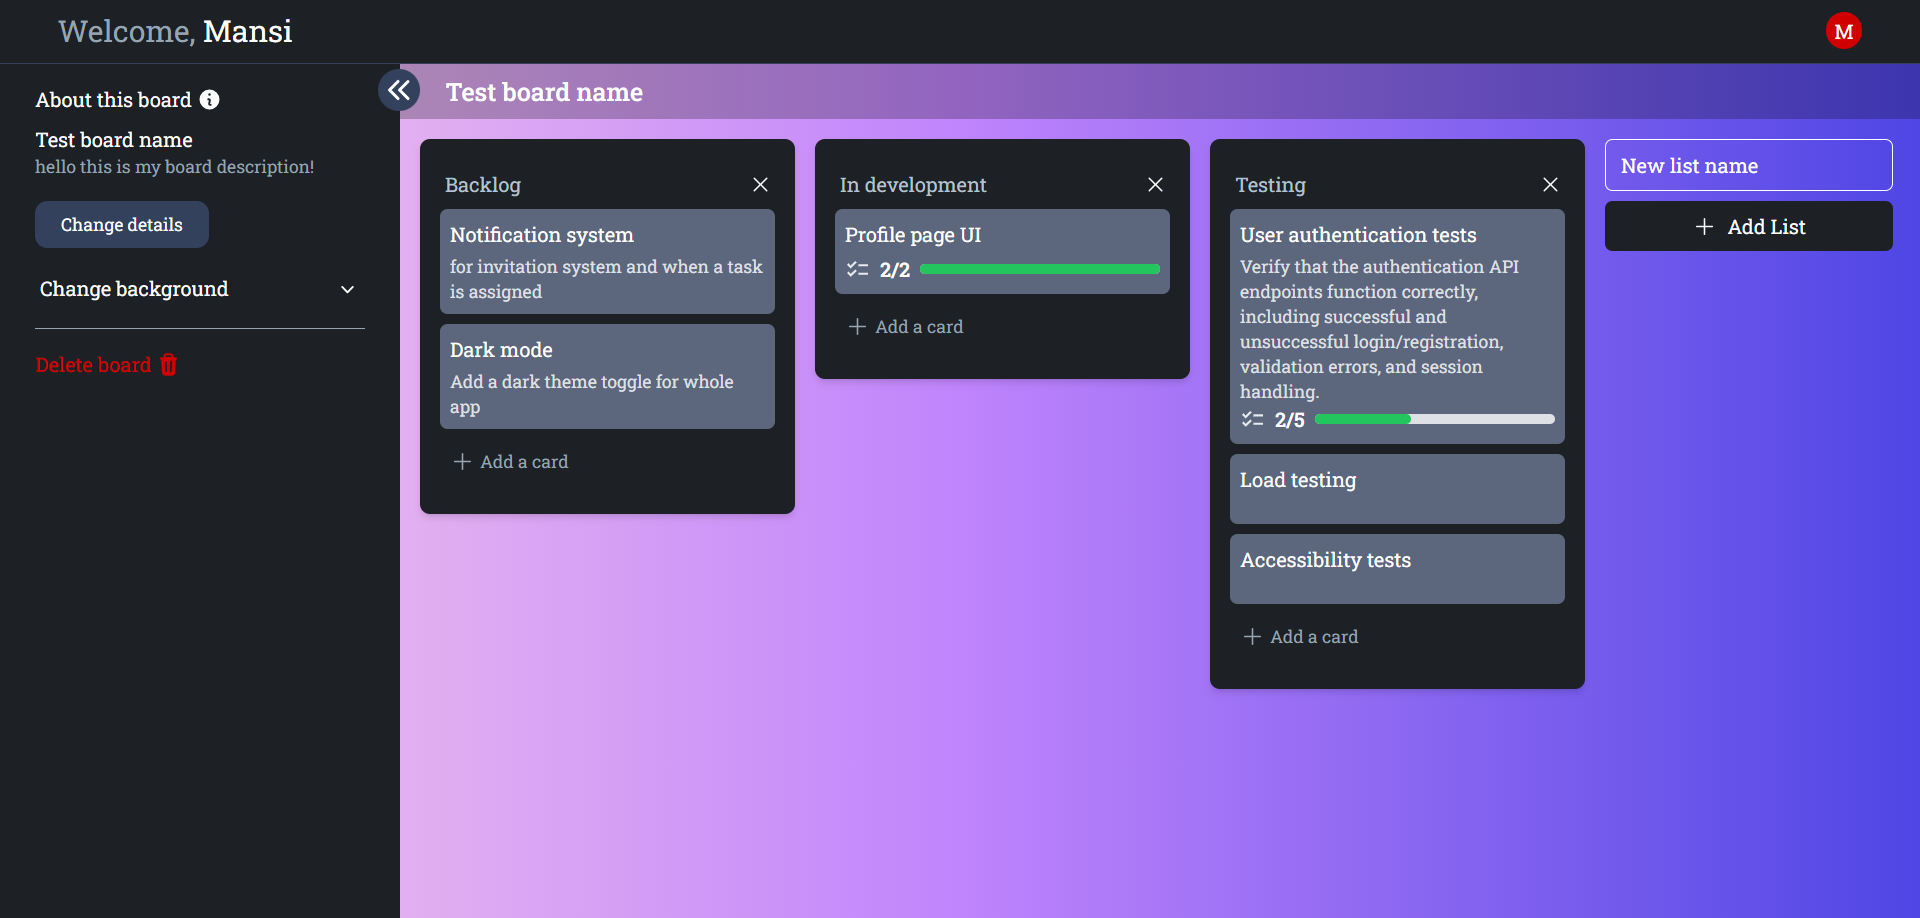 Welcome, Mansi
M
About this board
Test board name
hello this is my board description!
Change details
Change background
Delete board
Test board name
Backlog
Notification system
for invitation system and when a task
is assigned
Dark mode
Add a dark theme toggle for whole
app
Add a card
In development
Profile page UI
2/2
Add a card
Testing
User authentication tests
Verify that the authentication API
endpoints function correctly,
including successful and
unsuccessful login/registration,
validation errors, and session
handling.
2/5
Load testing
Accessibility tests
Add a card
New list name
Add List